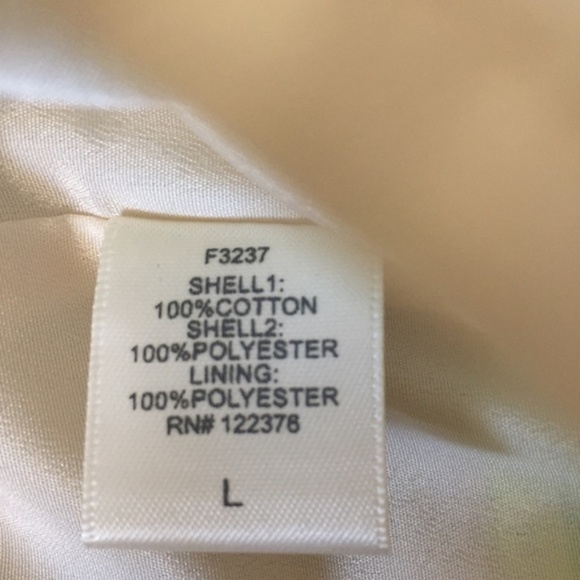 F3237
SHELL1:
100%COTTON
SHELL2:
100%POLYESTER
LINING:
100%POLYESTER
RN# 122376
L